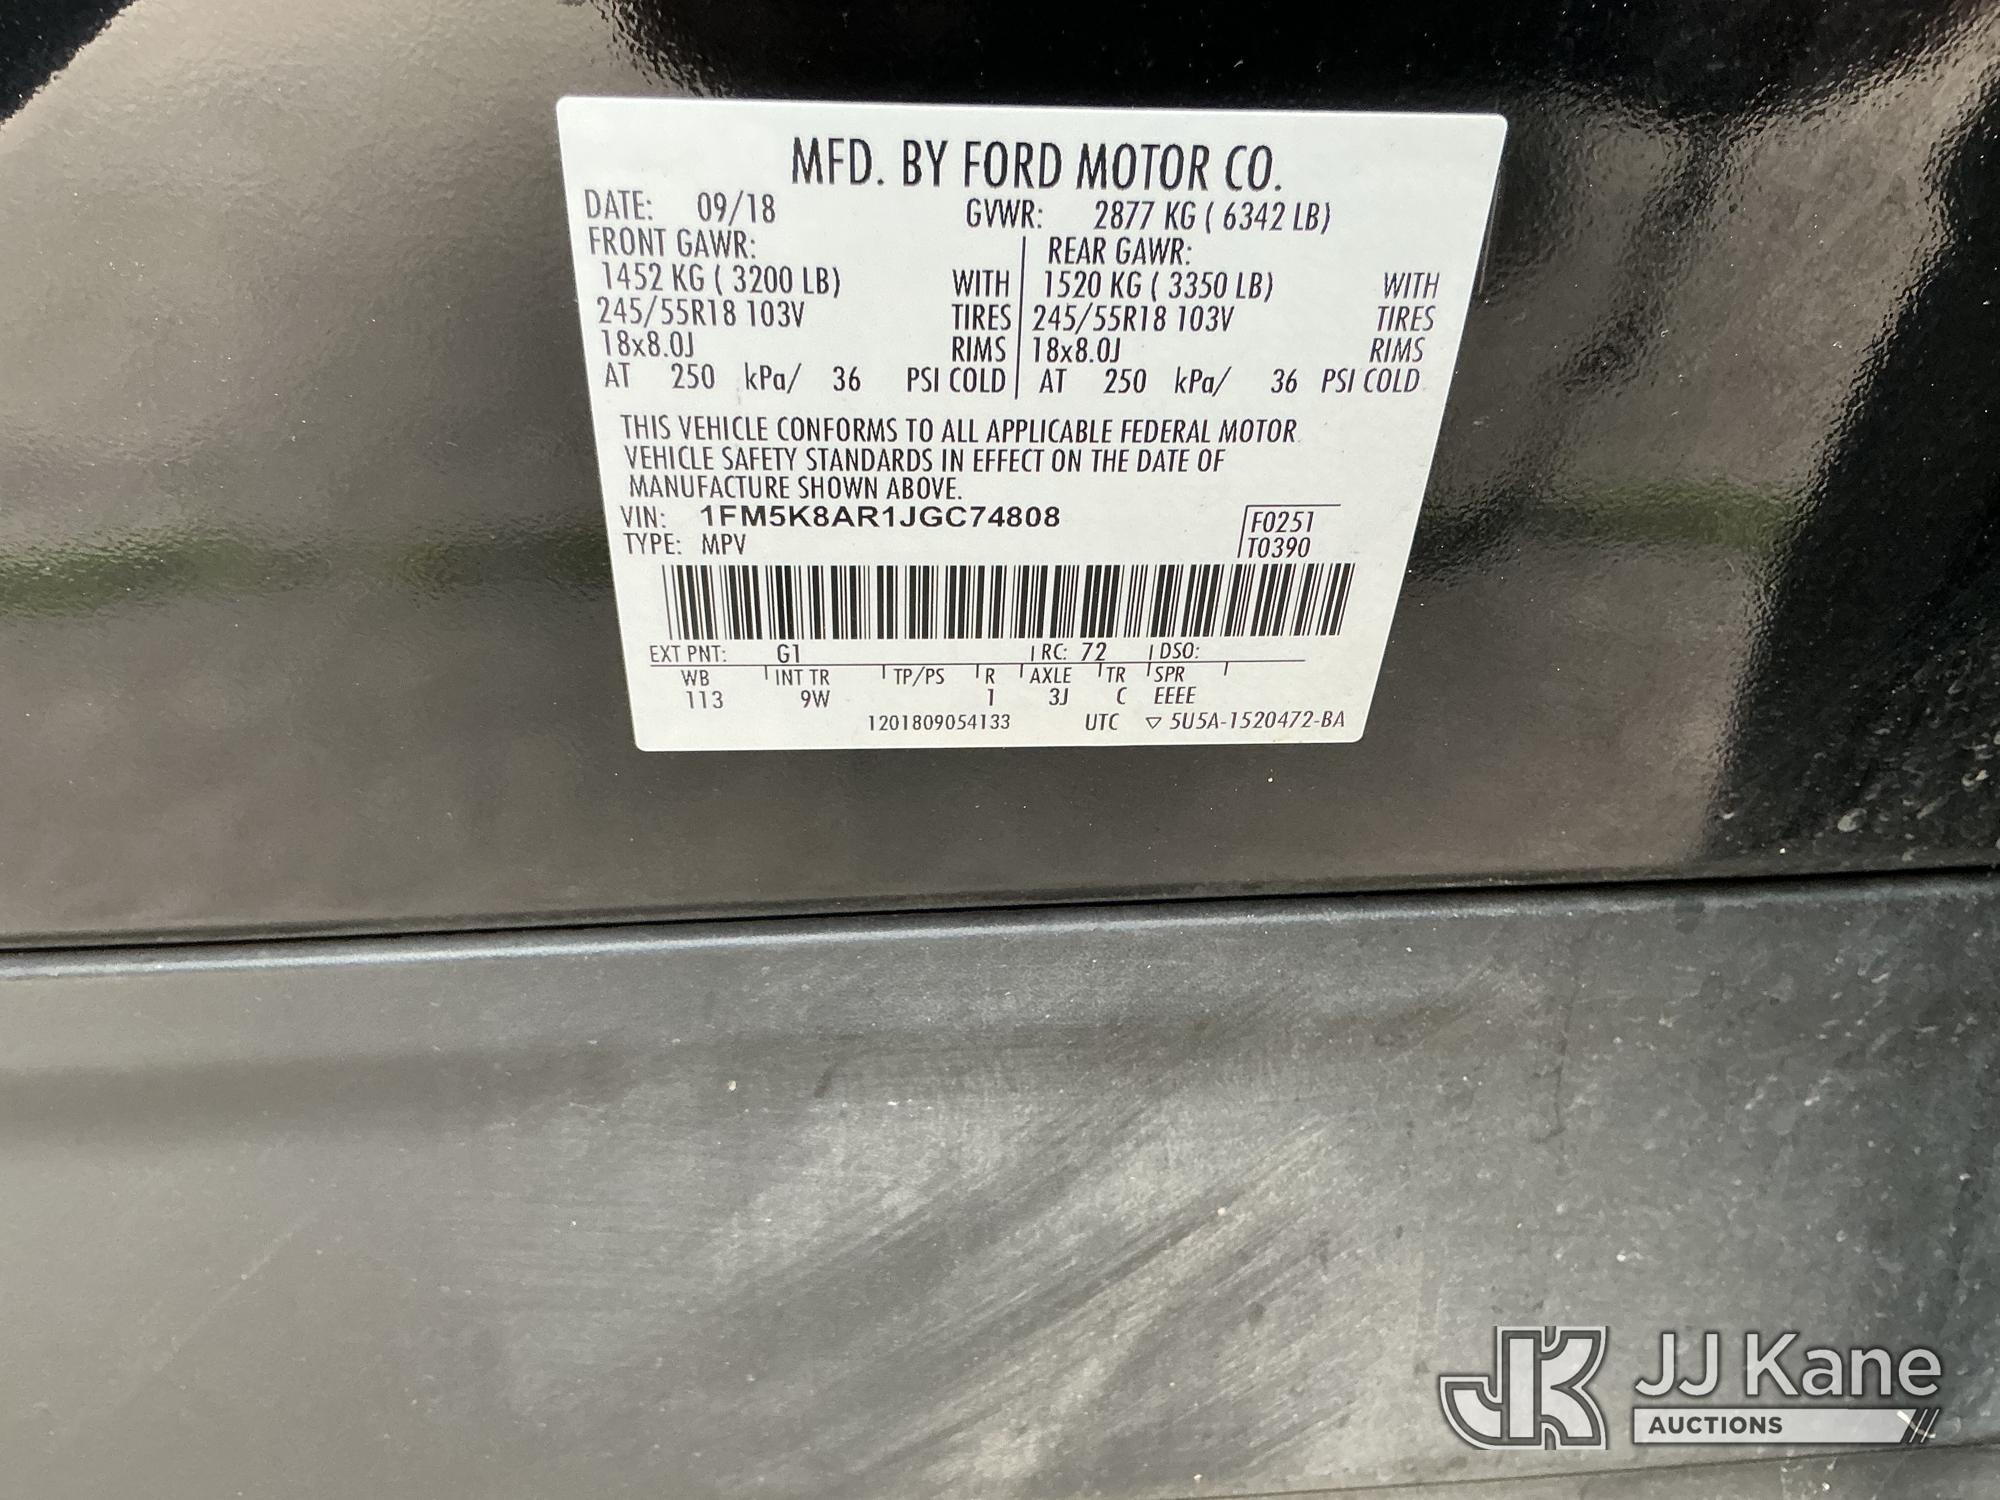 MFD. BY FORD MOTOR CO.
DATE: 09/18 GVWR: 2877 KG ( 6342 LB)
FRONT GAWR: REAR GAWR:
1452 KG ( 3200 LB) WITH 1520 KG ( 3350 LB) WITH
245/55R18 103V TIRES 245/55R18 103V TIRES
18x8.0J RIMS 18x8.0J RIMS
AT 250 kPa/ 36 PSI COLD AT 250 kPa/ 36 PSI COLD
THIS VEHICLE CONFORMS TO ALL APPLICABLE FEDERAL MOTOR
VEHICLE SAFETY STANDARDS IN EFFECT ON THE DATE OF
MANUFACTURE SHOWN ABOVE.
VIN: 1FM5K8AR1JGC74808 F0251
TYPE: MPV T0390
EXT PNT: G1 RC: 72 DSO:
WB INT TR TP/PS R AXLE TR SPR
113 9W 1 3J C EEEE
1201809054133 UTC ▽ 5U5A-1520472-BA
JK JJ Kane
AUCTIONS